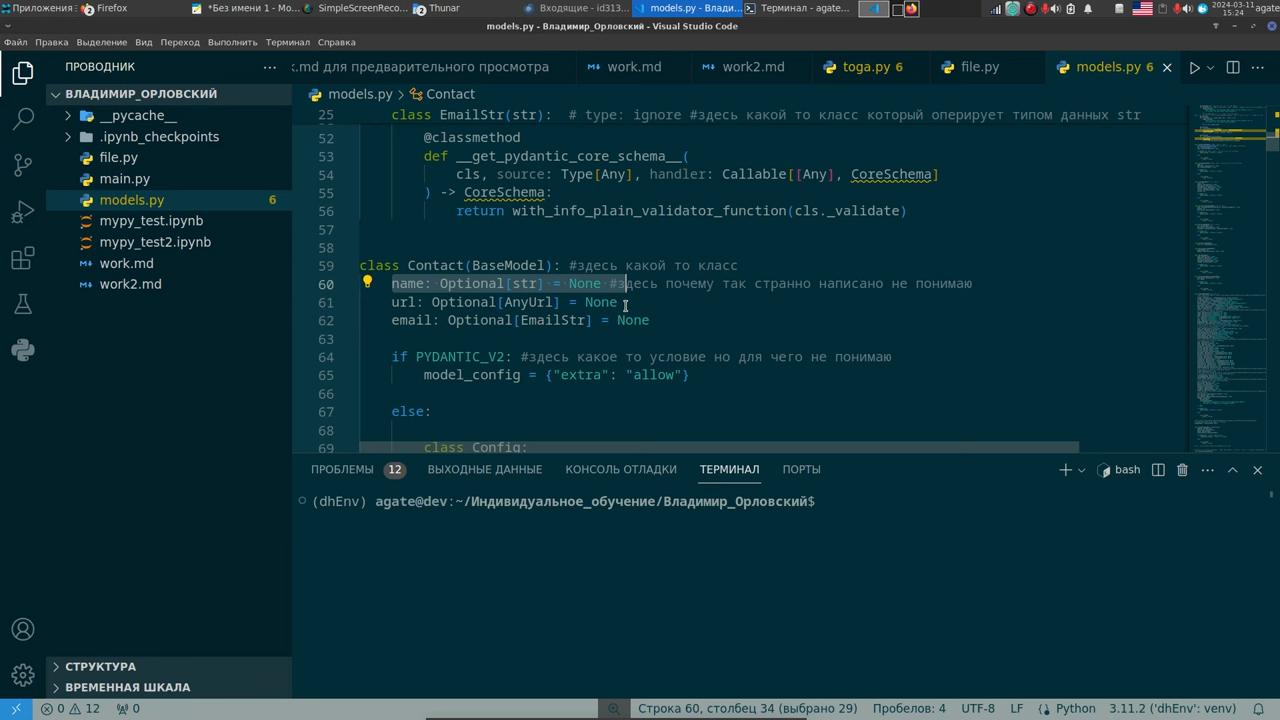 Приложения
Firefox
*Без имени 1 - Mo...
SimpleScreenReco...
Thunar
Входящие - id313...
models.py - Влади...
Терминал - agate...
2024-03-11
15:24
agate
models.py - Владимир_Орловский - Visual Studio Code
Файл Правка Выделение Вид Переход Выполнить Терминал Справка
ПРОВОДНИК
к.md для предварительного просмотра
work.md
work2.md
toga.py 6
file.py
models.py 6
ВЛАДИМИР_ОРЛОВСКИЙ
models.py > Contact
__pycache__
.ipynb_checkpoints
file.py
main.py
models.py 6
mypy_test.ipynb
mypy_test2.ipynb
work.md
work2.md
25 class EmailStr(str): # type: ignore #здесь какой то класс который оперирует типом данных str
52 @classmethod
53 def __get_pydantic_core_schema__(
54 cls, source: Type[Any], handler: Callable[[Any], CoreSchema]
55 ) -> CoreSchema:
56 return with_info_plain_validator_function(cls._validate)
57
58
59 class Contact(BaseModel): #здесь какой то класс
60 name: Optional[str] = None #здесь почему так странно написано не понимаю
61 url: Optional[AnyUrl] = None
62 email: Optional[EmailStr] = None
63
64 if PYDANTIC_V2: #здесь какое то условие но для чего не понимаю
65 model_config = {"extra": "allow"}
66
67 else:
68
69 class Config:
ПРОБЛЕМЫ 12 ВЫХОДНЫЕ ДАННЫЕ КОНСОЛЬ ОТЛАДКИ ТЕРМИНАЛ ПОРТЫ
bash
(dhEnv) agate@dev:~/Индивидуальное_обучение/Владимир_Орловский$
СТРУКТУРА
ВРЕМЕННАЯ ШКАЛА
0 12 0
Строка 60, столбец 34 (выбрано 29) Пробелов: 4 UTF-8 LF Python 3.11.2 ('dhEnv': venv)